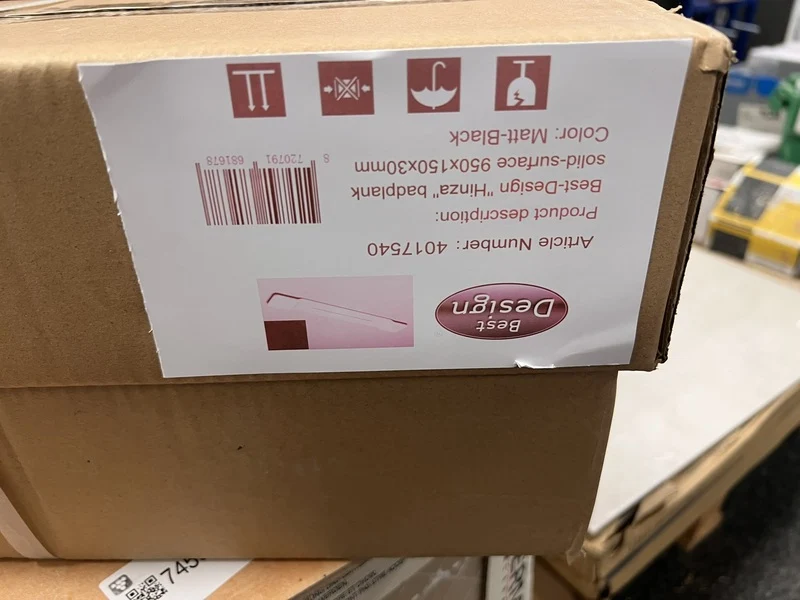 Best
Design
Article Number: 4017540
Product description:
Best-Design "Hinza" badplank
solid-surface 950x150x30mm
Color: Matt-Black
8 720791 681678